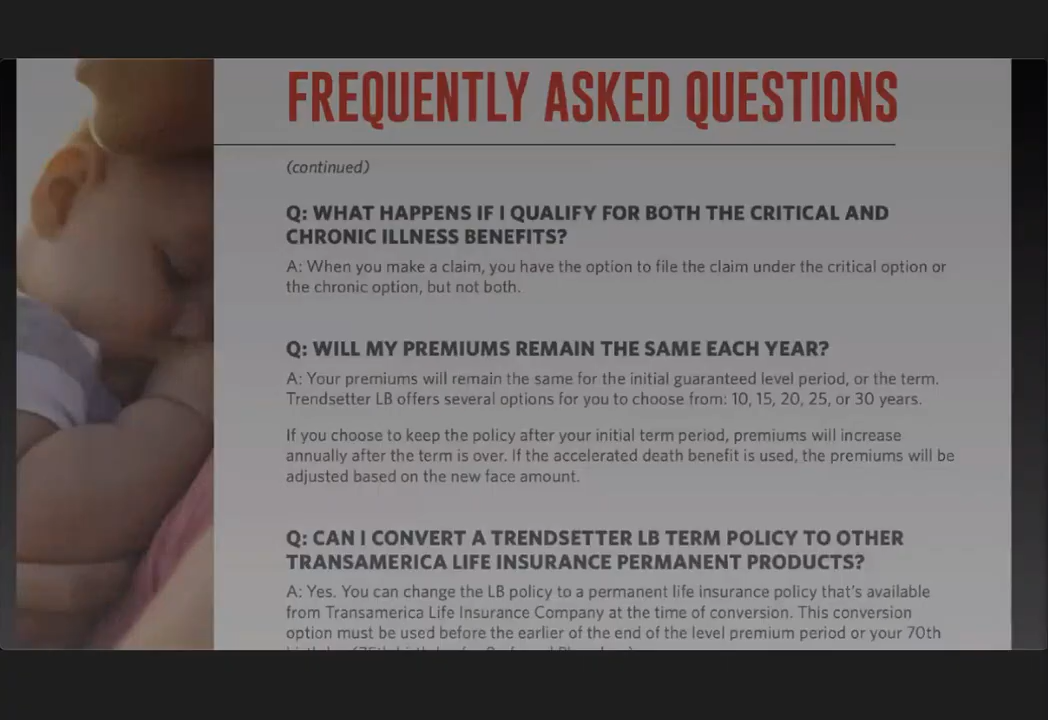 FREQUENTLY ASKED QUESTIONS
(continued)
Q: WHAT HAPPENS IF I QUALIFY FOR BOTH THE CRITICAL AND
CHRONIC ILLNESS BENEFITS?
A: When you make a claim, you have the option to file the claim under the critical option or
the chronic option, but not both.
Q: WILL MY PREMIUMS REMAIN THE SAME EACH YEAR?
A: Your premiums will remain the same for the initial guaranteed level period, or the term.
Trendsetter LB offers several options for you to choose from: 10, 15, 20, 25, or 30 years.
If you choose to keep the policy after your initial term period, premiums will increase
annually after the term is over. If the accelerated death benefit is used, the premiums will be
adjusted based on the new face amount.
Q: CAN I CONVERT A TRENDSETTER LB TERM POLICY TO OTHER
TRANSAMERICA LIFE INSURANCE PERMANENT PRODUCTS?
A: Yes. You can change the LB policy to a permanent life insurance policy that's available
from Transamerica Life Insurance Company at the time of conversion. This conversion
option must be used before the earlier of the end of the level premium period or your 70th